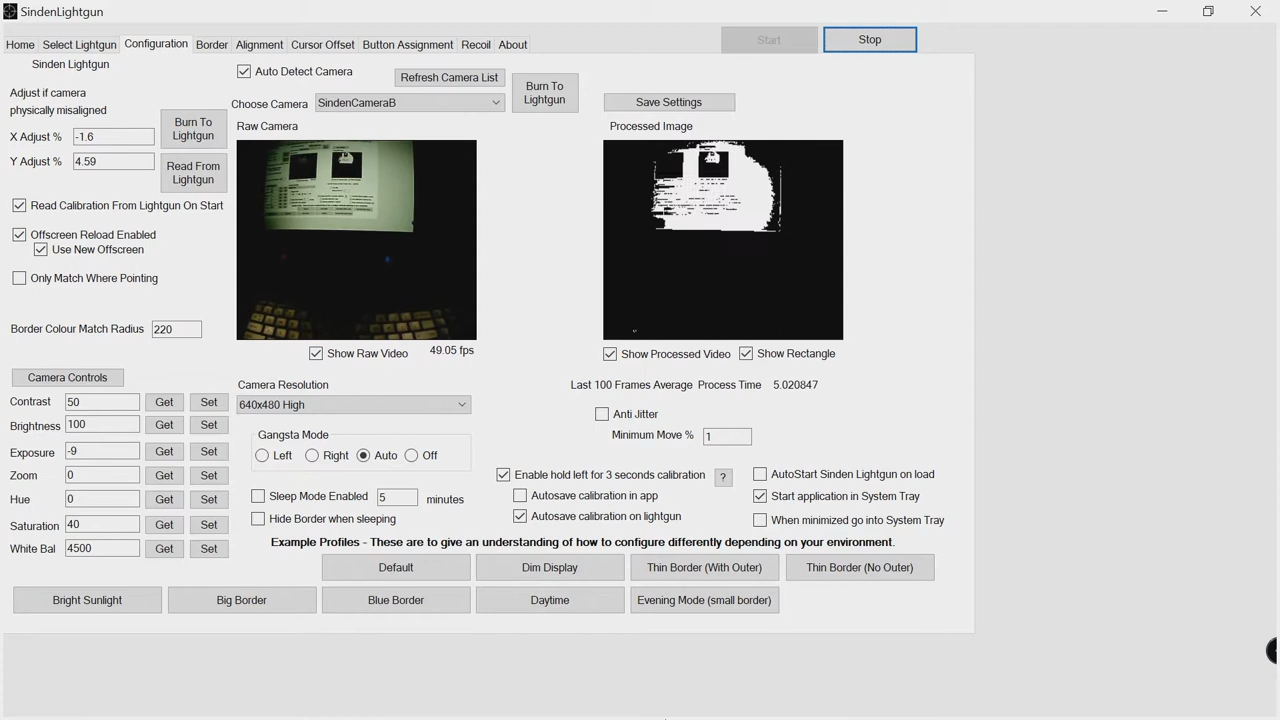 SindenLightgun
Home Select Lightgun Configuration Border Alignment Cursor Offset Button Assignment Recoil About
Start Stop
Sinden Lightgun
Adjust if camera
physically misaligned
X Adjust % -1.6
Y Adjust % 4.59
Burn To
Lightgun
Read From
Lightgun
Read Calibration From Lightgun On Start
Offscreen Reload Enabled
Use New Offscreen
Only Match Where Pointing
Border Colour Match Radius 220
Auto Detect Camera
Refresh Camera List
Choose Camera SindenCameraB
Burn To
Lightgun
Save Settings
Raw Camera
Processed Image
Show Raw Video 49.05 fps
Show Processed Video Show Rectangle
Camera Controls
Contrast 50 Get Set
Brightness 100 Get Set
Exposure -9 Get Set
Zoom 0 Get Set
Hue 0 Get Set
Saturation 40 Get Set
White Bal 4500 Get Set
Camera Resolution
640x480 High
Gangsta Mode
Left Right Auto Off
Sleep Mode Enabled 5 minutes
Hide Border when sleeping
Last 100 Frames Average Process Time 5.020847
Anti Jitter
Minimum Move % 1
Enable hold left for 3 seconds calibration ?
Autosave calibration in app
Autosave calibration on lightgun
AutoStart Sinden Lightgun on load
Start application in System Tray
When minimized go into System Tray
Example Profiles - These are to give an understanding of how to configure differently depending on your environment.
Default Dim Display Thin Border (With Outer) Thin Border (No Outer)
Bright Sunlight Big Border Blue Border Daytime Evening Mode (small border)